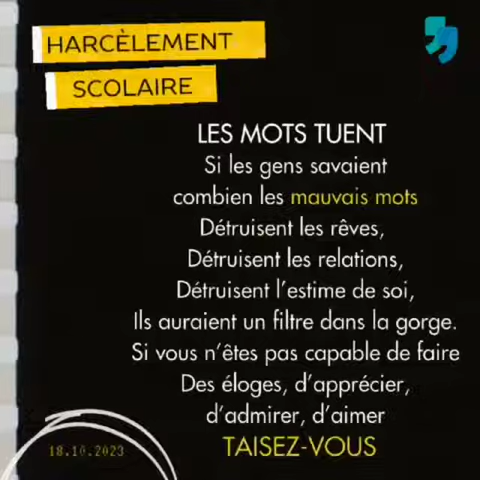 HARCÈLEMENT
SCOLAIRE
LES MOTS TUENT
Si les gens savaient
combien les mauvais mots
Détruisent les rêves,
Détruisent les relations,
Détruisent l'estime de soi,
Ils auraient un filtre dans la gorge.
Si vous n'êtes pas capable de faire
Des éloges, d'apprécier,
d'admirer, d'aimer
TAISEZ-VOUS
18.10.2023